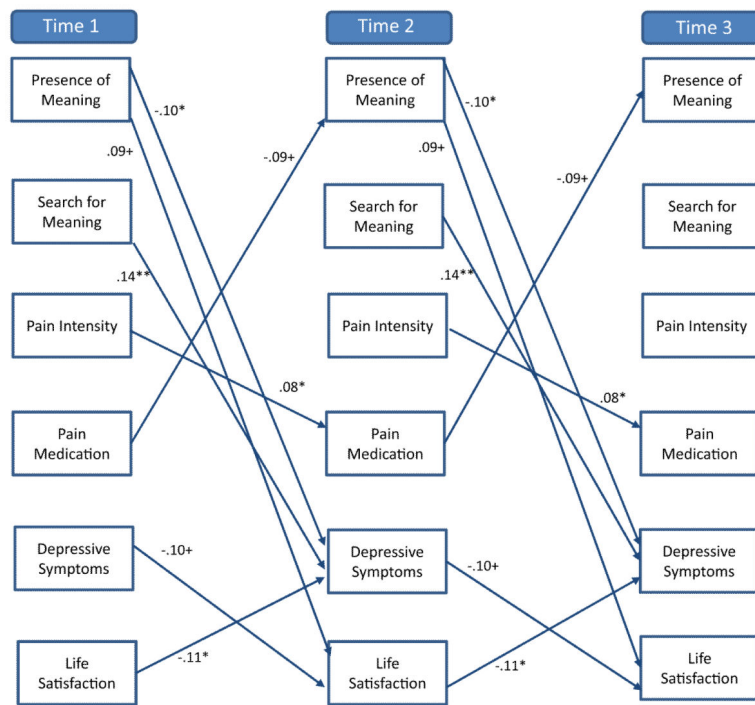 Time 1
Time 2
Time 3
Presence of
Meaning
Presence of
Meaning
Presence of
Meaning
-.10*
.09+
-.09+
-.10*
.09+
-.09+
Search for
Meaning
Search for
Meaning
Search for
Meaning
.14**
.14**
Pain Intensity
Pain Intensity
Pain Intensity
.08*
.08*
Pain
Medication
Pain
Medication
Pain
Medication
Depressive
Symptoms
Depressive
Symptoms
Depressive
Symptoms
-.10+
-.10+
Life
Satisfaction
Life
Satisfaction
Life
Satisfaction
-.11*
-.11*